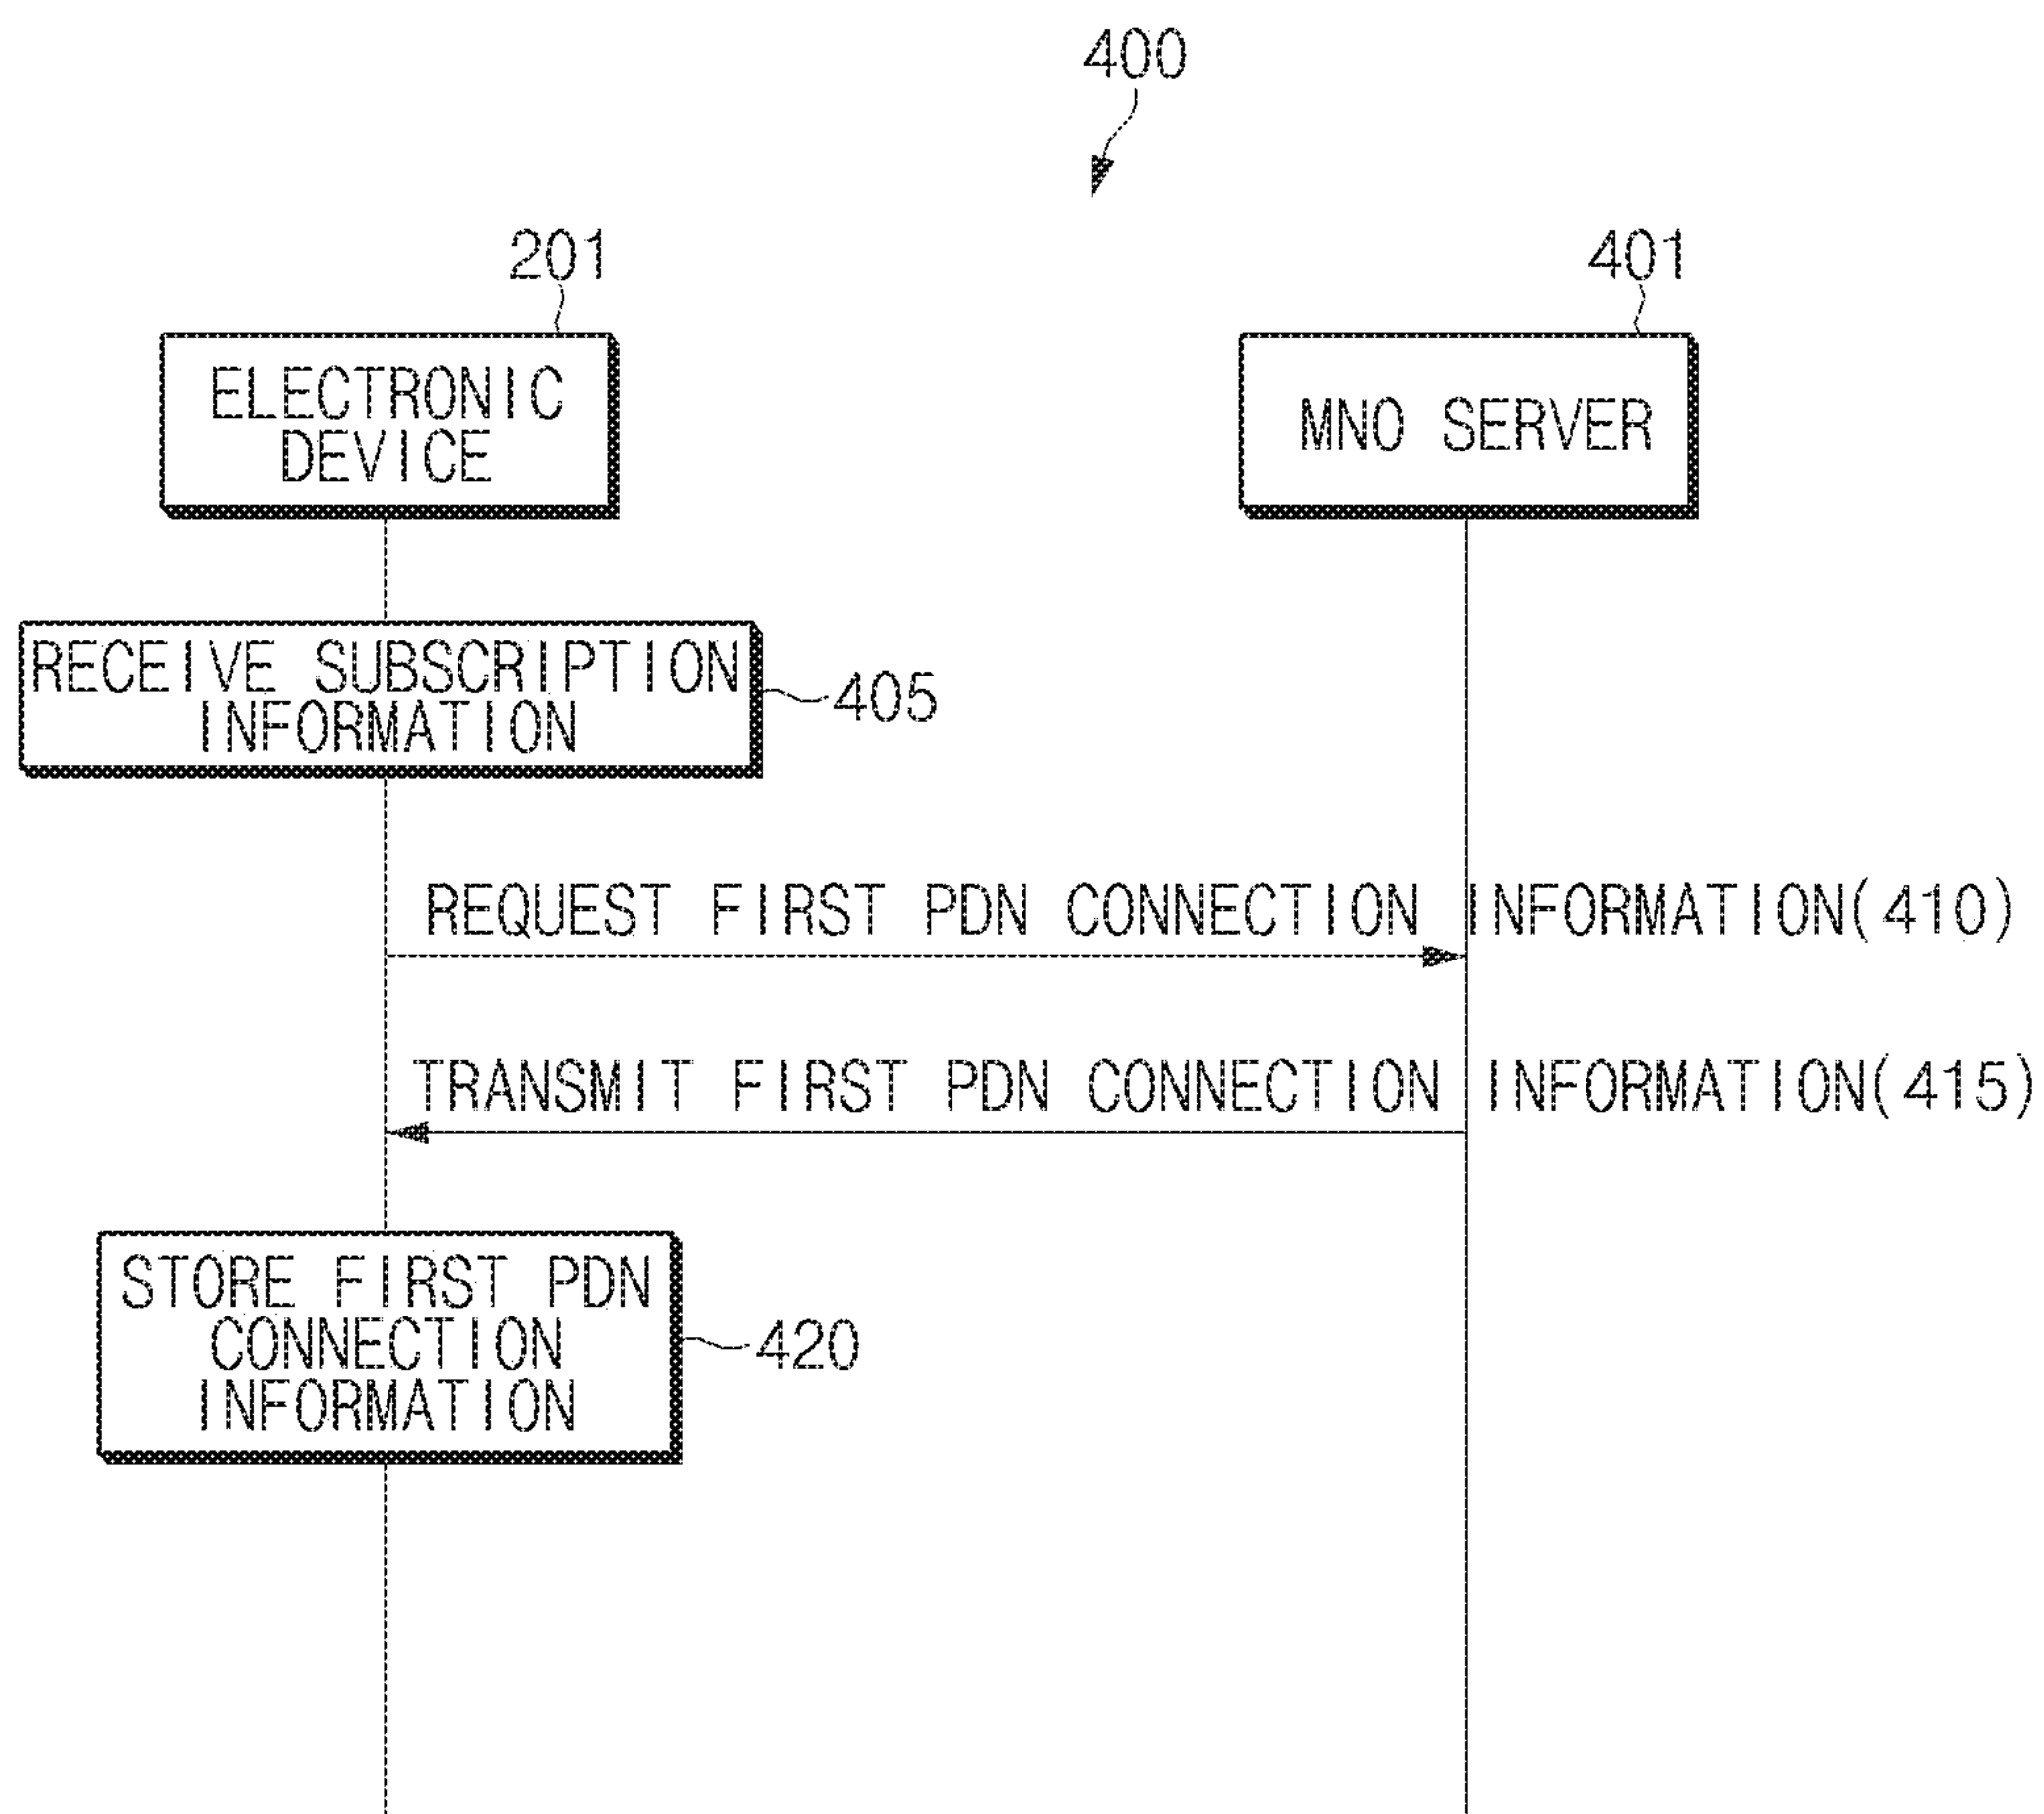 400
201
401
ELECTRONIC
DEVICE
MNO SERVER
RECEIVE SUBSCRIPTION
INFORMATION
405
REQUEST FIRST PDN CONNECTION INFORMATION(410)
TRANSMIT FIRST PDN CONNECTION INFORMATION(415)
STORE FIRST PDN
CONNECTION
INFORMATION
420